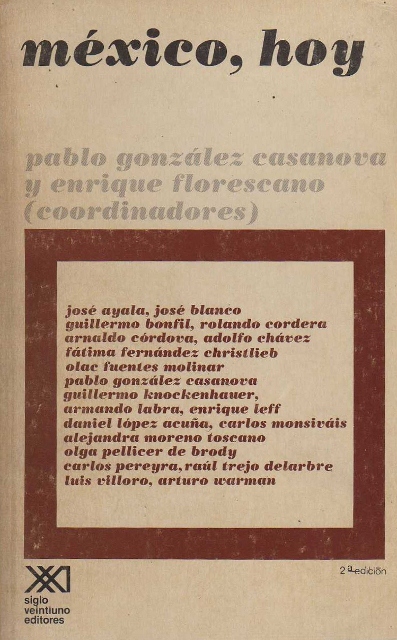 méxico, hoy
pablo gonzález casanova
y enrique florescano
(coordinadores)
josé ayala, josé blanco
guillermo bonfil, rolando cordera
arnaldo córdova, adolfo chávez
fátima fernández christlieb
olac fuentes molinar
pablo gonzález casanova
guillermo knockenhauer,
armando labra, enrique leff
daniel lópez acuña, carlos monsiváis
alejandra moreno toscano
olga pellicer de brody
carlos pereyra, raúl trejo delarbre
luis villoro, arturo warman
2ª edición
XXI
siglo
veintiuno
editores